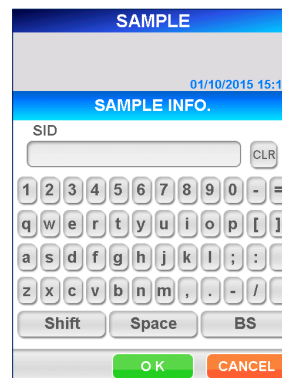 SAMPLE
01/10/2015 15:1
SAMPLE INFO.
SID
CLR
1 2 3 4 5 6 7 8 9 0 - =
q w e r t y u i o p [ ]
a s d f g h j k l ; :
z x c v b n m , . - /
Shift Space BS
OK CANCEL